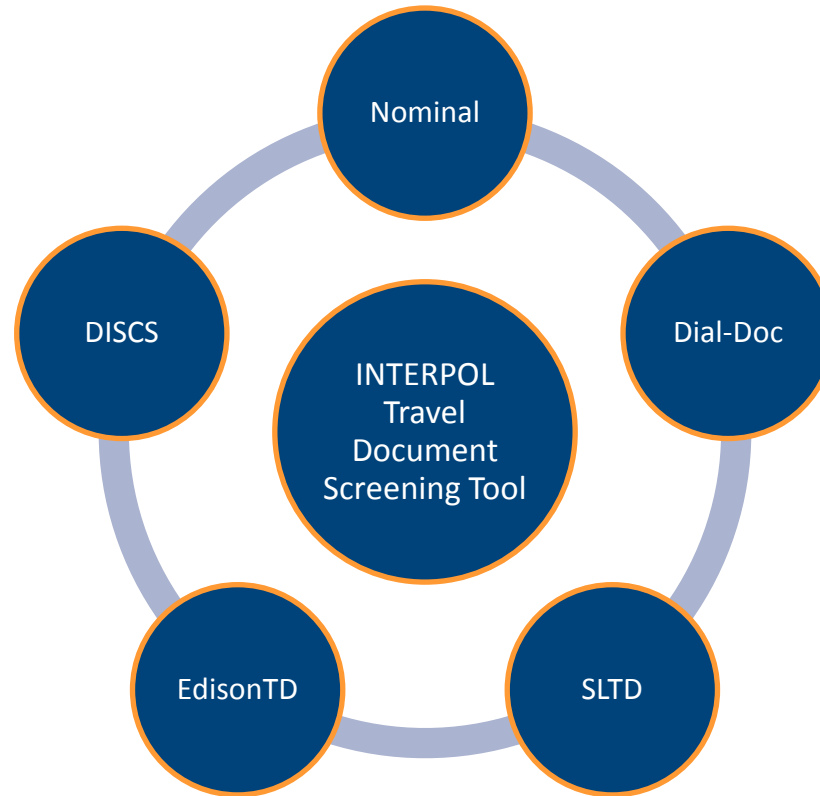 Nominal
DISCS
Dial-Doc
INTERPOL
Travel
Document
Screening Tool
EdisonTD
SLTD